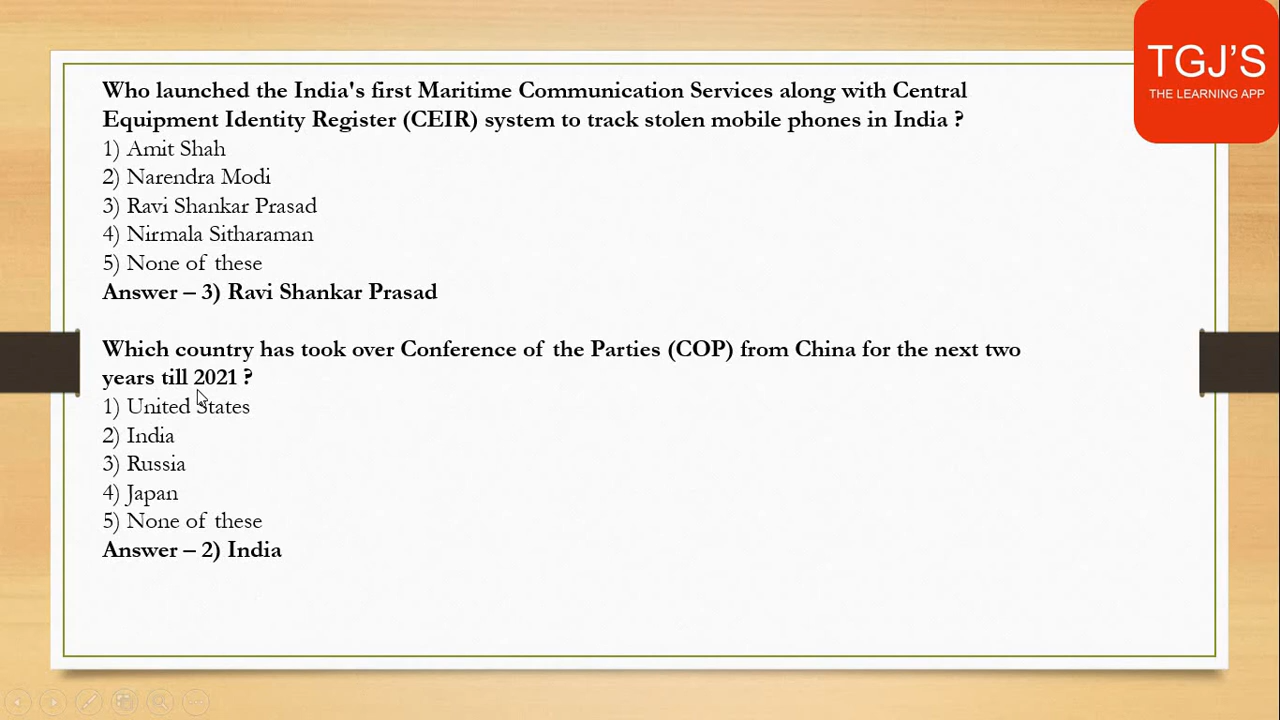 TGJ'S
THE LEARNING APP
Who launched the India's first Maritime Communication Services along with Central
Equipment Identity Register (CEIR) system to track stolen mobile phones in India ?
1) Amit Shah
2) Narendra Modi
3) Ravi Shankar Prasad
4) Nirmala Sitharaman
5) None of these
Answer – 3) Ravi Shankar Prasad
Which country has took over Conference of the Parties (COP) from China for the next two
years till 2021 ?
1) United States
2) India
3) Russia
4) Japan
5) None of these
Answer – 2) India